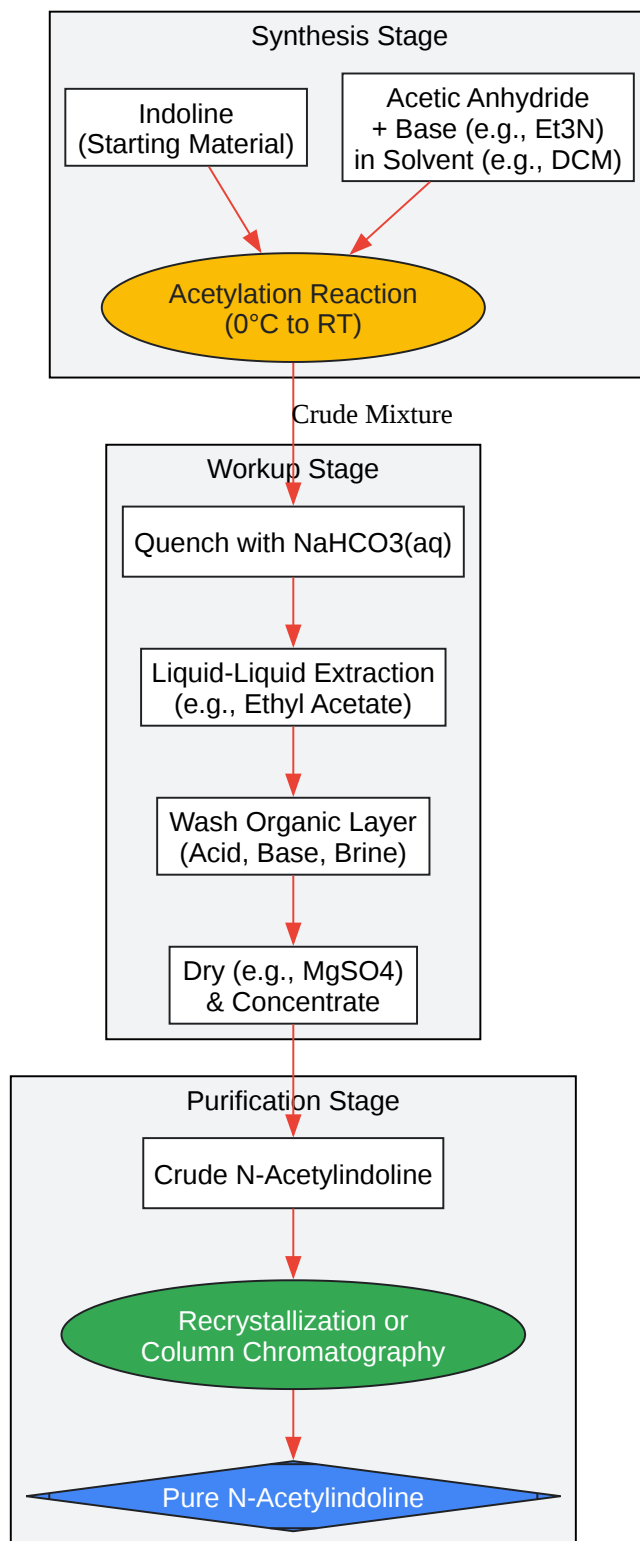 Synthesis Stage
Indoline
(Starting Material)
Acetic Anhydride
+ Base (e.g., Et3N)
in Solvent (e.g., DCM)
Acetylation Reaction
(0°C to RT)
Crude Mixture
Workup Stage
Quench with NaHCO3(aq)
Liquid-Liquid Extraction
(e.g., Ethyl Acetate)
Wash Organic Layer
(Acid, Base, Brine)
Dry (e.g., MgSO4)
& Concentrate
Purification Stage
Crude N-Acetylindoline
Recrystallization or
Column Chromatography
Pure N-Acetylindoline